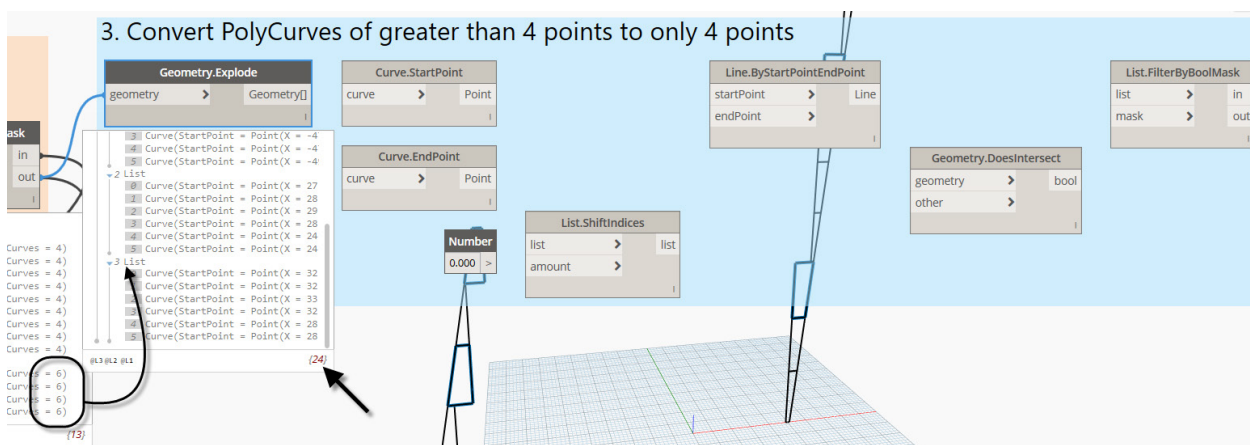 3. Convert PolyCurves of greater than 4 points to only 4 points
Geometry.Explode
geometry > Geometry[]
Curve.StartPoint
curve > Point
Curve.EndPoint
curve > Point
Line.ByStartPointEndPoint
startPoint > Line
endPoint >
List.FilterByBoolMask
list > in
mask > out
Geometry.DoesIntersect
geometry > bool
other >
List.ShiftIndices
list > list
amount >
Number
0.000 >
ask
in
out
3 Curve(StartPoint = Point(X = -4
4 Curve(StartPoint = Point(X = -4
5 Curve(StartPoint = Point(X = -4
2 List
0 Curve(StartPoint = Point(X = 27
1 Curve(StartPoint = Point(X = 28
2 Curve(StartPoint = Point(X = 29
3 Curve(StartPoint = Point(X = 28
4 Curve(StartPoint = Point(X = 24
5 Curve(StartPoint = Point(X = 24
3 List
Curve(StartPoint = Point(X = 32
1 Curve(StartPoint = Point(X = 32
2 Curve(StartPoint = Point(X = 33
3 Curve(StartPoint = Point(X = 32
4 Curve(StartPoint = Point(X = 28
5 Curve(StartPoint = Point(X = 28
@L3 @L2 @L1 {24}
Curves = 4)
Curves = 4)
Curves = 4)
Curves = 4)
Curves = 4)
Curves = 4)
Curves = 4)
Curves = 4)
Curves = 4)
Curves = 6)
Curves = 6)
Curves = 6)
Curves = 6)
{13}